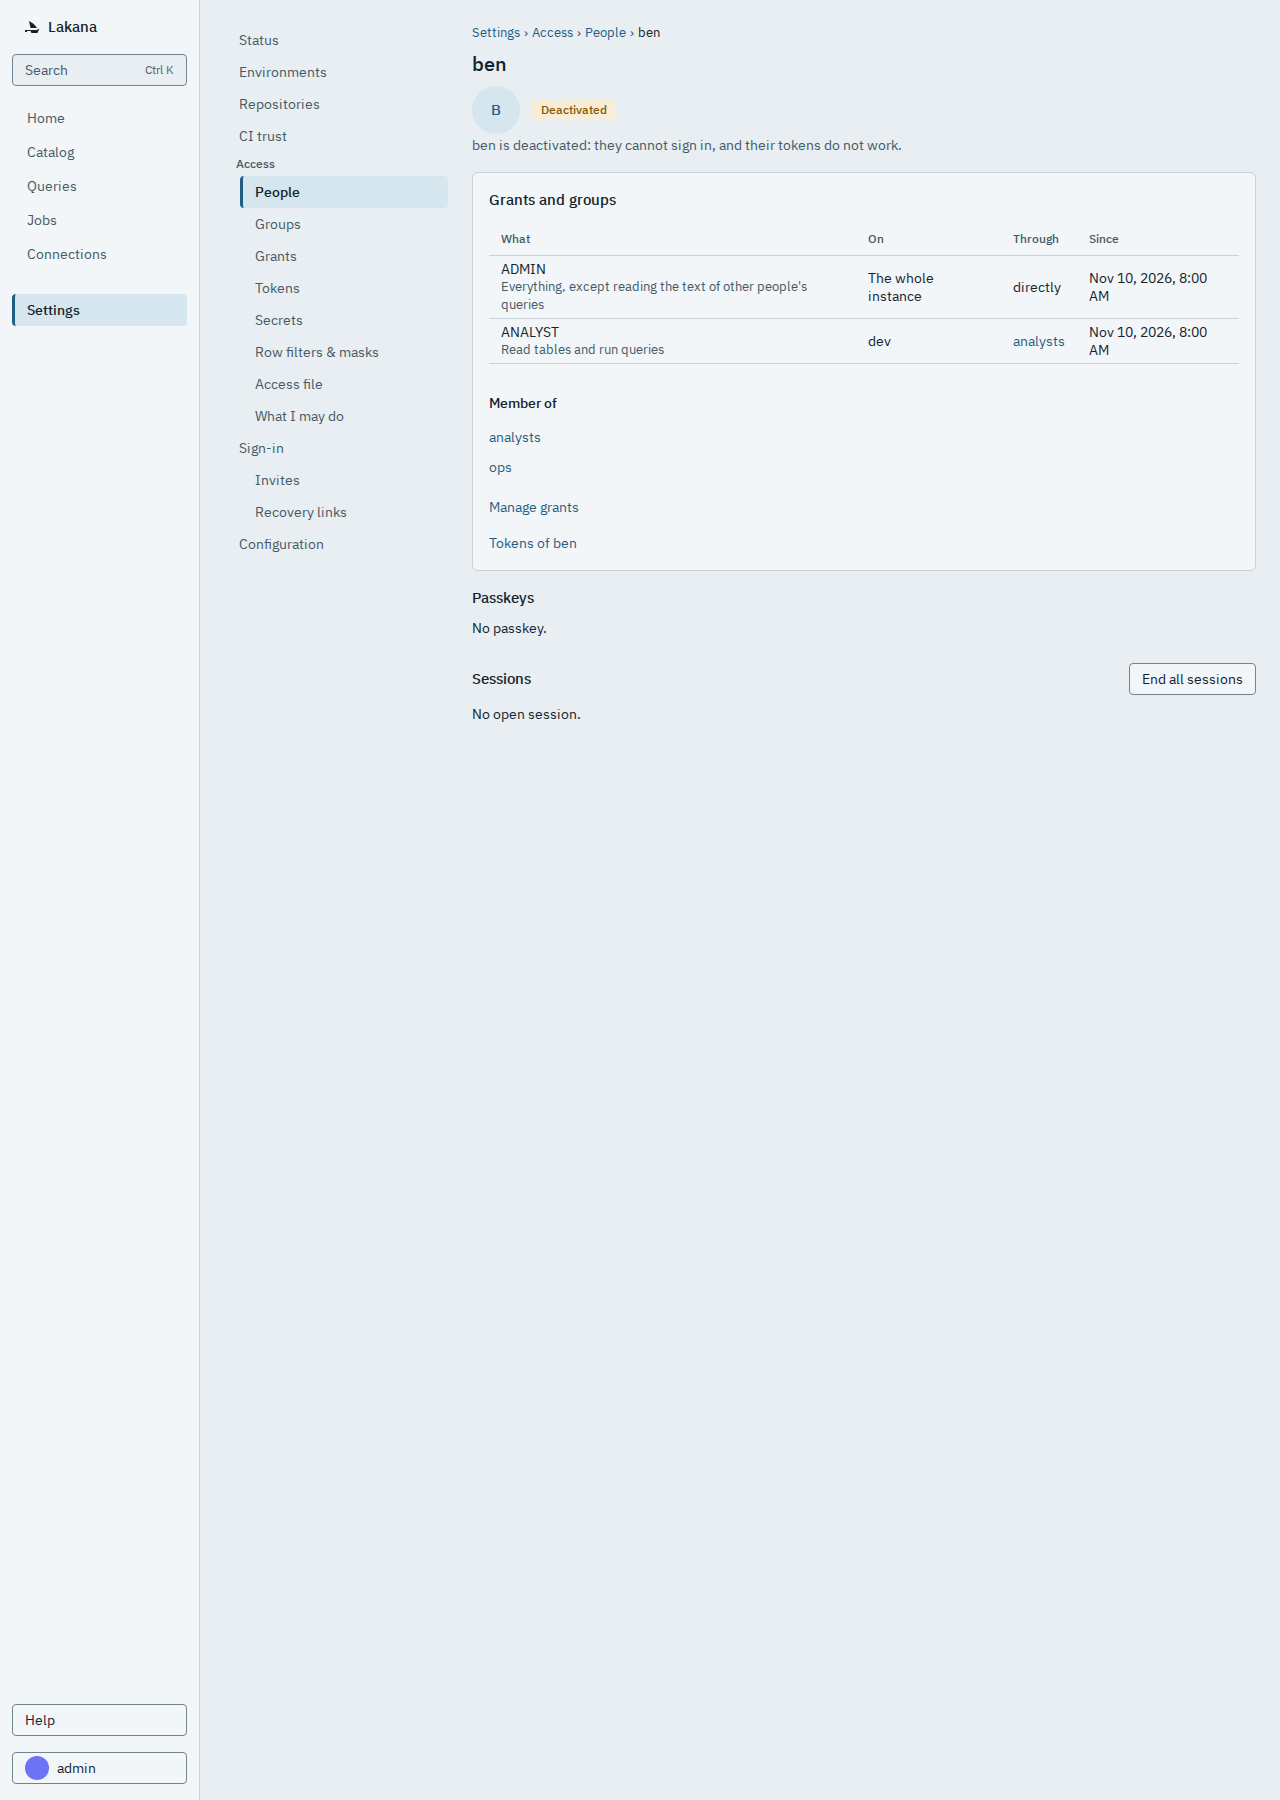 Lakana
Search Ctrl K
Home
Catalog
Queries
Jobs
Connections
Settings
Help
admin
Status
Environments
Repositories
CI trust
Access
People
Groups
Grants
Tokens
Secrets
Row filters & masks
Access file
What I may do
Sign-in
Invites
Recovery links
Configuration
Settings › Access › People › ben
ben
B Deactivated
ben is deactivated: they cannot sign in, and their tokens do not work.
Grants and groups
What On Through Since
ADMIN
Everything, except reading the text of other people's
queries
The whole
instance
directly
Nov 10, 2026, 8:00
AM
ANALYST
Read tables and run queries
dev
analysts
Nov 10, 2026, 8:00
AM
Member of
analysts
ops
Manage grants
Tokens of ben
Passkeys
No passkey.
Sessions End all sessions
No open session.